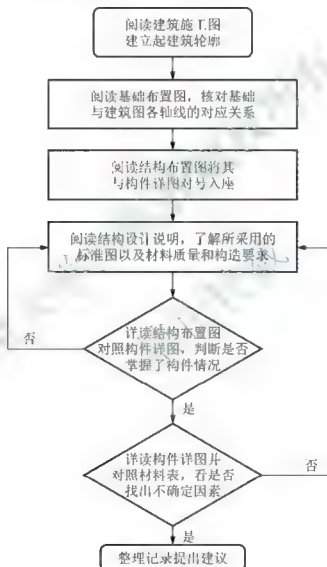 阅读建筑施工图
建立起建筑轮廓
阅读基础布置图，核对基础
与建筑图各轴线的对应关系
阅读结构布置图将其
与构件详图对号入座
阅读结构设计说明，了解所采用的
标准图以及材料质量和构造要求
详读结构布置图
对照构件详图，判断是否
掌握了构件情况
否
是
详读构件详图并
对照材料表，看是否
找出不确定因素
否
是
整理记录提出建议